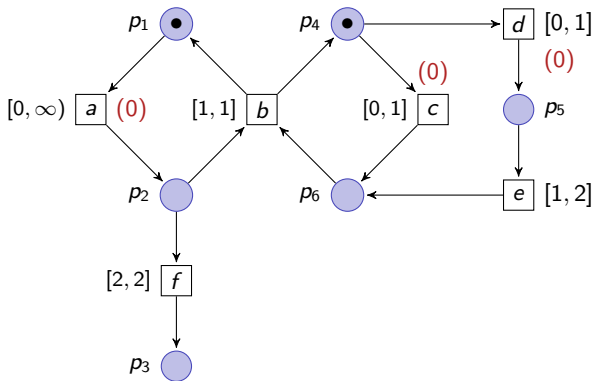 p1 p4 d [0, 1]
(0) (0)
[0, ∞) a (0) [1, 1] b [0, 1] c p5
p2 p6 e [1, 2]
[2, 2] f
p3